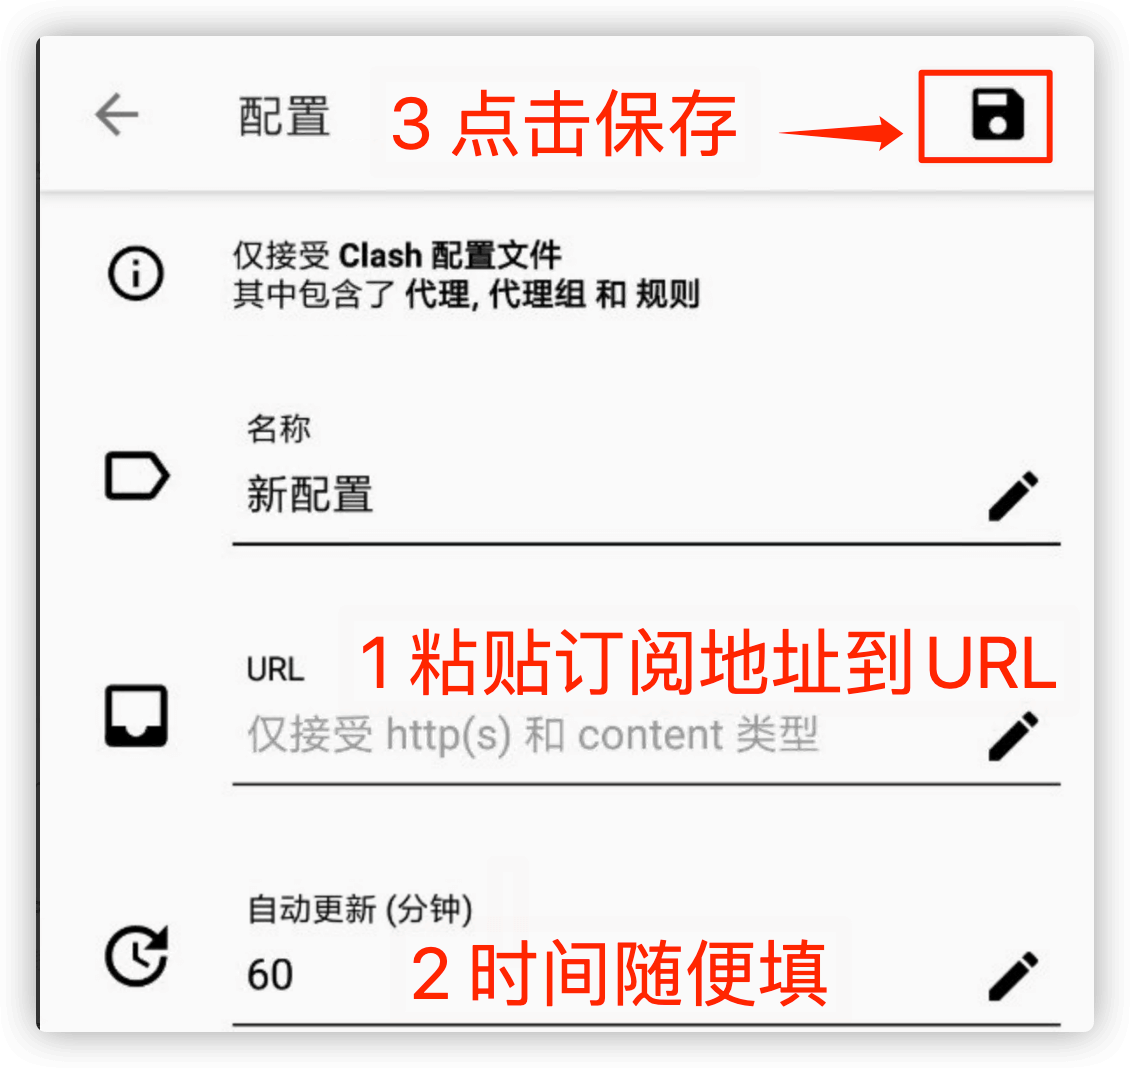 配置 3 点击保存
仅接受 Clash 配置文件
其中包含了 代理, 代理组 和 规则
名称
新配置
URL 1 粘贴订阅地址到 URL
仅接受 http(s) 和 content 类型
自动更新 (分钟)
60 2 时间随便填